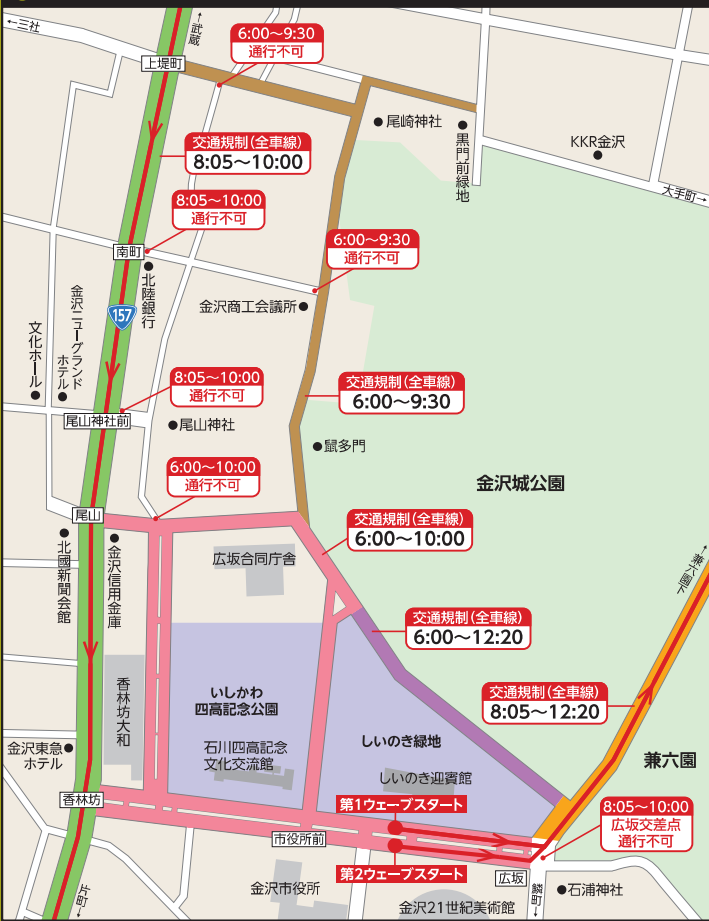 ←三社
←武蔵
上堤町
6:00～9:30
通行不可
尾崎神社
黒門前緑地
KKR金沢
大手町→
交通規制(全車線)
8:05～10:00
8:05～10:00
通行不可
南町
北陸銀行
6:00～9:30
通行不可
金沢商工会議所
157
金沢ニューグランド
ホテル
文化ホール
8:05～10:00
通行不可
尾山神社前
尾山神社
交通規制(全車線)
6:00～9:30
鼠多門
金沢城公園
6:00～10:00
通行不可
尾山
交通規制(全車線)
6:00～10:00
北國新聞会館
金沢信用金庫
広坂合同庁舎
←兼六園下
交通規制(全車線)
6:00～12:20
交通規制(全車線)
8:05～12:20
香林坊大和
いしかわ
四高記念公園
石川四高記念
文化交流館
しいのき緑地
しいのき迎賓館
兼六園
金沢東急
ホテル
香林坊
第1ウェーブスタート
8:05～10:00
広坂交差点
通行不可
市役所前
第2ウェーブスタート
広坂
片町→
金沢市役所
金沢21世紀美術館
鱗町→
石浦神社